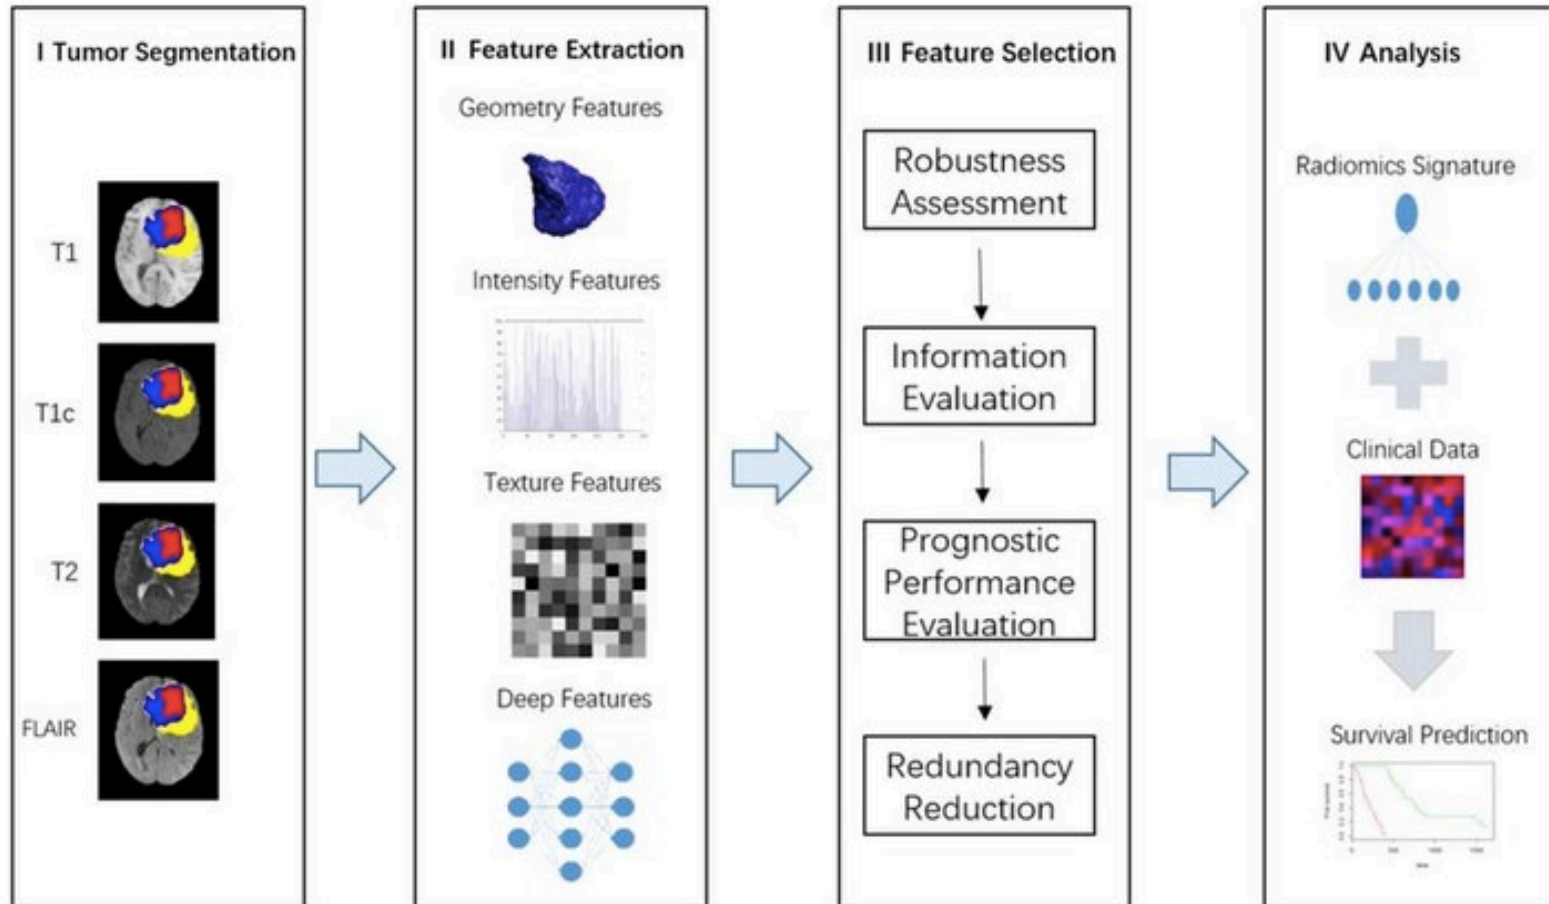 I Tumor Segmentation
T1
T1c
T2
FLAIR
II Feature Extraction
Geometry Features
Intensity Features
Texture Features
Deep Features
III Feature Selection
Robustness
Assessment
Information
Evaluation
Prognostic
Performance
Evaluation
Redundancy
Reduction
IV Analysis
Radiomics Signature
Clinical Data
Survival Prediction